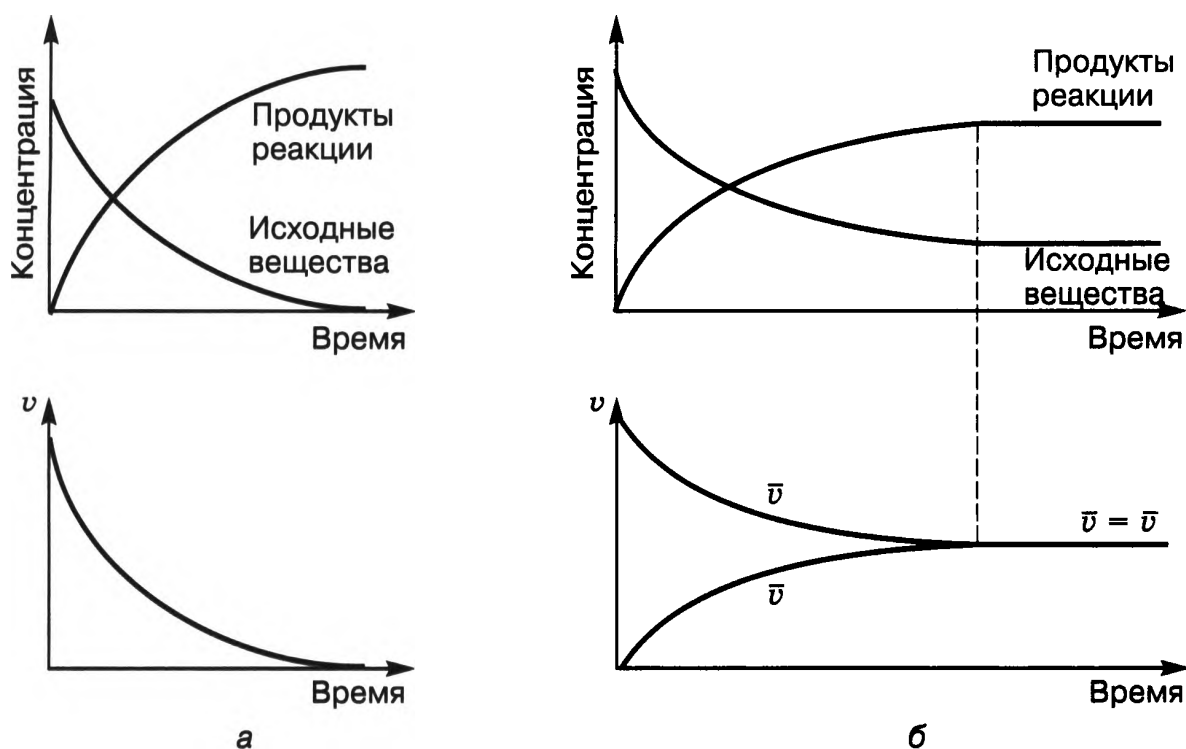 Концентрация
Продукты
реакции
Исходные
вещества
Время
Концентрация
Продукты
реакции
Исходные
вещества
Время
v
Время
а
v
v̅
v̅
v̅ = v̅
Время
б